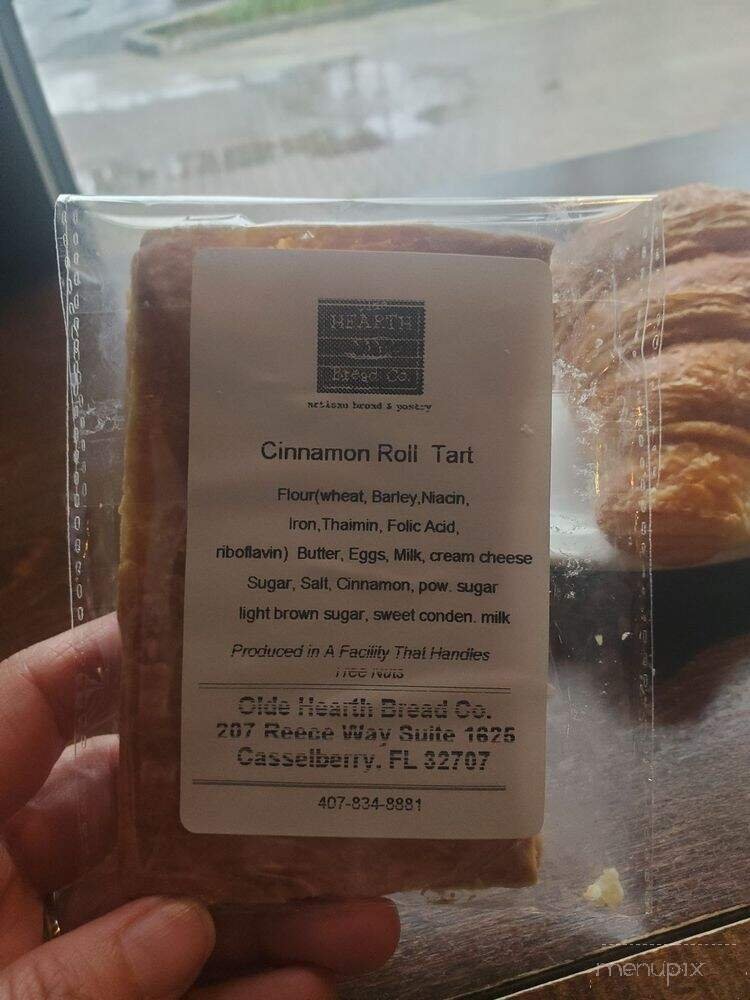 HEARTH
Bread Co
artisan bread & pastry
Cinnamon Roll Tart
Flour(wheat, Barley,Niacin,
Iron,Thaimin, Folic Acid,
riboflavin) Butter, Eggs, Milk, cream cheese
Sugar, Salt, Cinnamon, pow. sugar
light brown sugar, sweet conden. milk
Produced in A Facility That Handles
Tree Nuts
Olde Hearth Bread Co.
207 Reece Way Suite 1625
Casselberry, FL 32707
407-834-8881
menupix